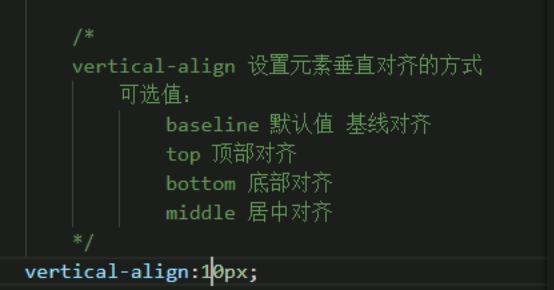 /*
vertical-align 设置元素垂直对齐的方式
可选值：
baseline 默认值 基线对齐
top 顶部对齐
bottom 底部对齐
middle 居中对齐
*/
vertical-align:10px;